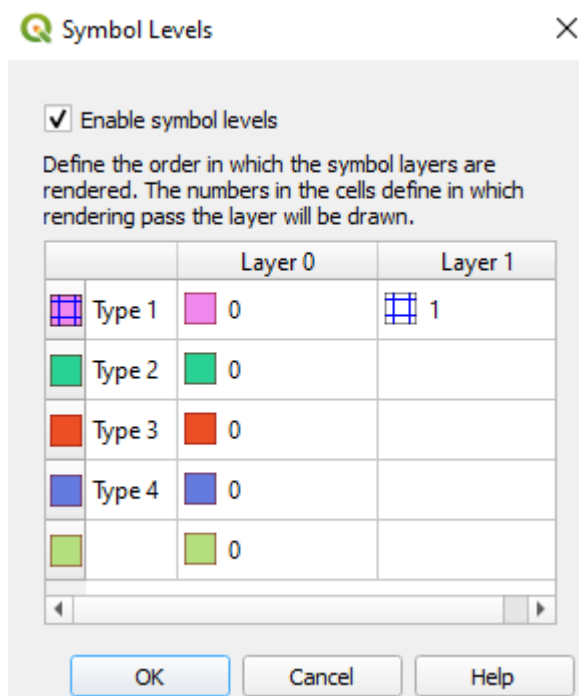 Symbol Levels
Enable symbol levels
Define the order in which the symbol layers are
rendered. The numbers in the cells define in which
rendering pass the layer will be drawn.
Layer 0 Layer 1
Type 1 0 1
Type 2 0
Type 3 0
Type 4 0
0
OK Cancel Help